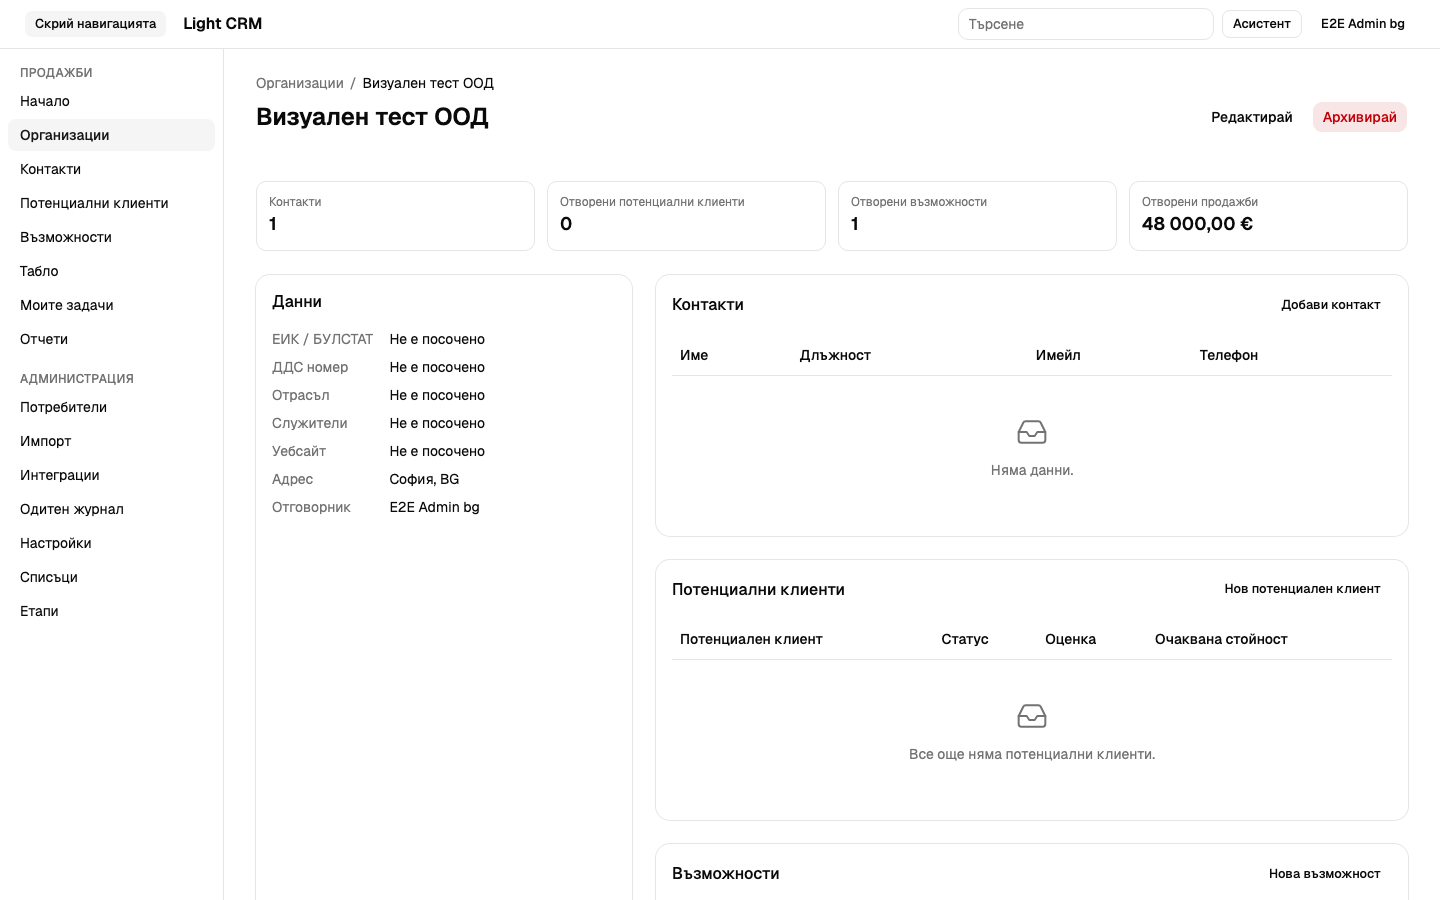 Скрий навигацията
Light CRM
Търсене
Асистент
E2E Admin bg
ПРОДАЖБИ
Начало
Организации
Контакти
Потенциални клиенти
Възможности
Табло
Моите задачи
Отчети
АДМИНИСТРАЦИЯ
Потребители
Импорт
Интеграции
Одитен журнал
Настройки
Списъци
Етапи
Организации / Визуален тест ООД
Визуален тест ООД
Редактирай
Архивирай
Контакти
1
Отворени потенциални клиенти
0
Отворени възможности
1
Отворени продажби
48 000,00 €
Данни
ЕИК / БУЛСТАТ Не е посочено
ДДС номер Не е посочено
Отрасъл Не е посочено
Служители Не е посочено
Уебсайт Не е посочено
Адрес София, BG
Отговорник E2E Admin bg
Контакти
Добави контакт
Име Длъжност Имейл Телефон
Няма данни.
Потенциални клиенти
Нов потенциален клиент
Потенциален клиент Статус Оценка Очаквана стойност
Все още няма потенциални клиенти.
Възможности
Нова възможност